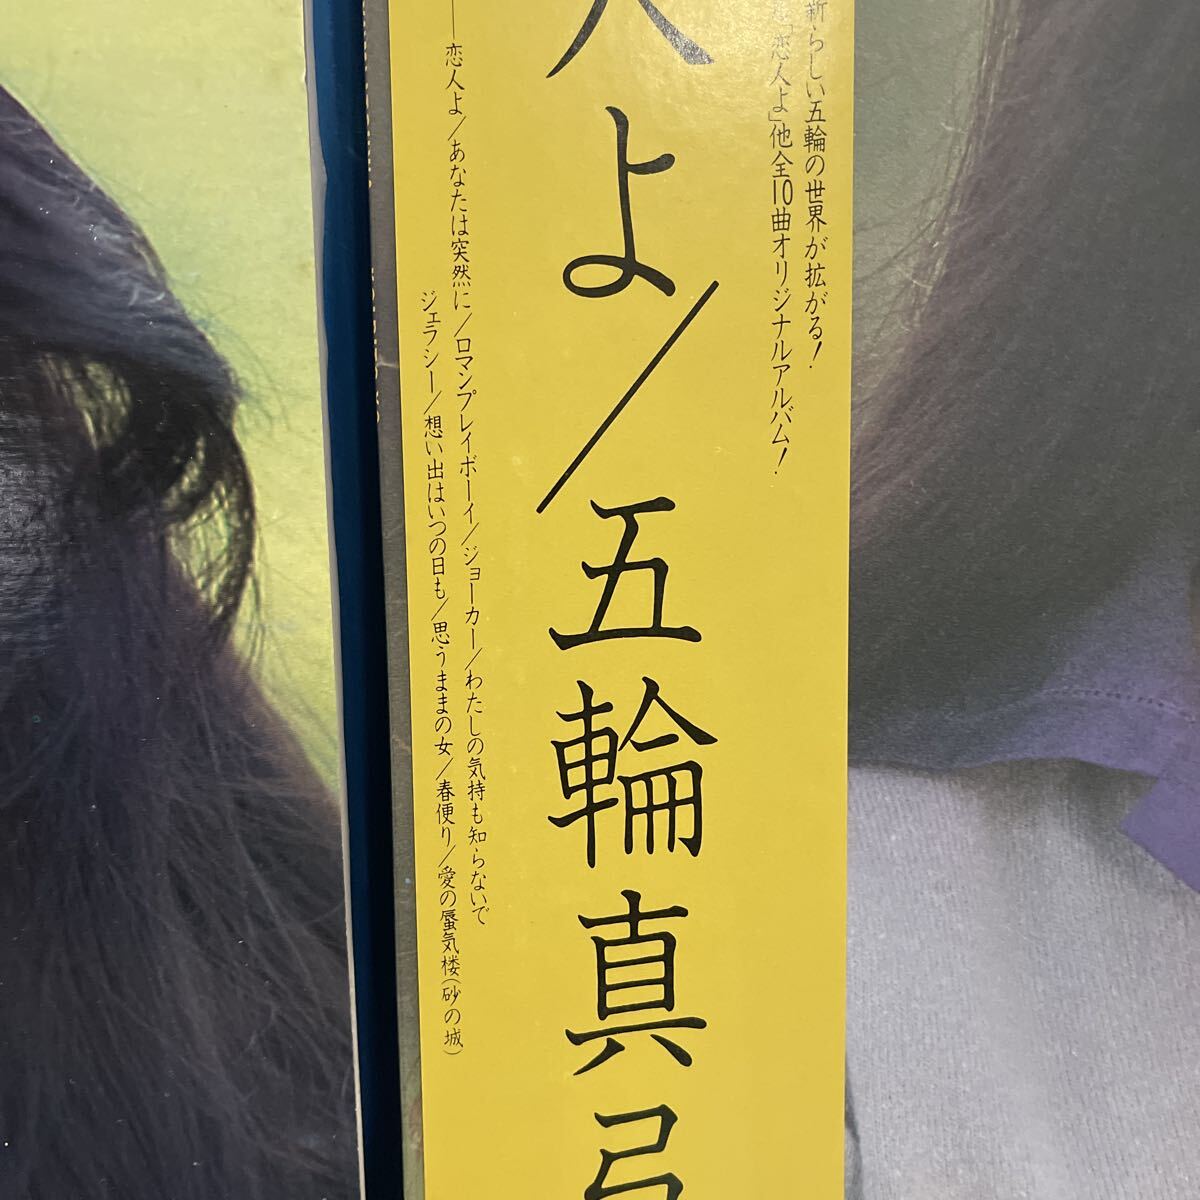 新らしい五輪の世界が拡がる!
「恋人よ」他全10曲オリジナルアルバム!
人よ/五輪真弓
──恋人よ/あなたは突然に/ロマンプレイボーイ/ジョーカー/わたしの気持も知らないで
ジェラシー/想い出はいつの日も/思うままの女/春便り/愛の蜃気楼(砂の城)